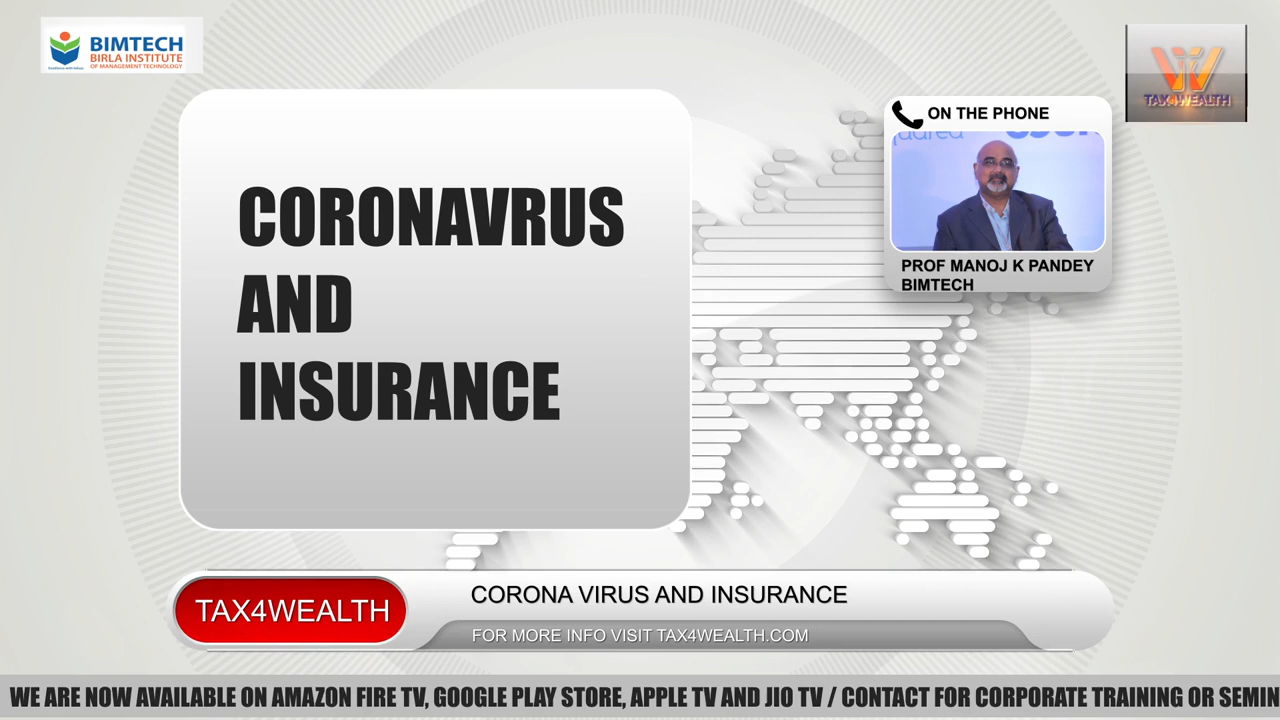 BIMTECH
BIRLA INSTITUTE
OF MANAGEMENT TECHNOLOGY
TAX4WEALTH
ON THE PHONE
PROF MANOJ K PANDEY
BIMTECH
CORONAVRUS
AND
INSURANCE
TAX4WEALTH
CORONA VIRUS AND INSURANCE
FOR MORE INFO VISIT TAX4WEALTH.COM
WE ARE NOW AVAILABLE ON AMAZON FIRE TV, GOOGLE PLAY STORE, APPLE TV AND JIO TV / CONTACT FOR CORPORATE TRAINING OR SEMIN